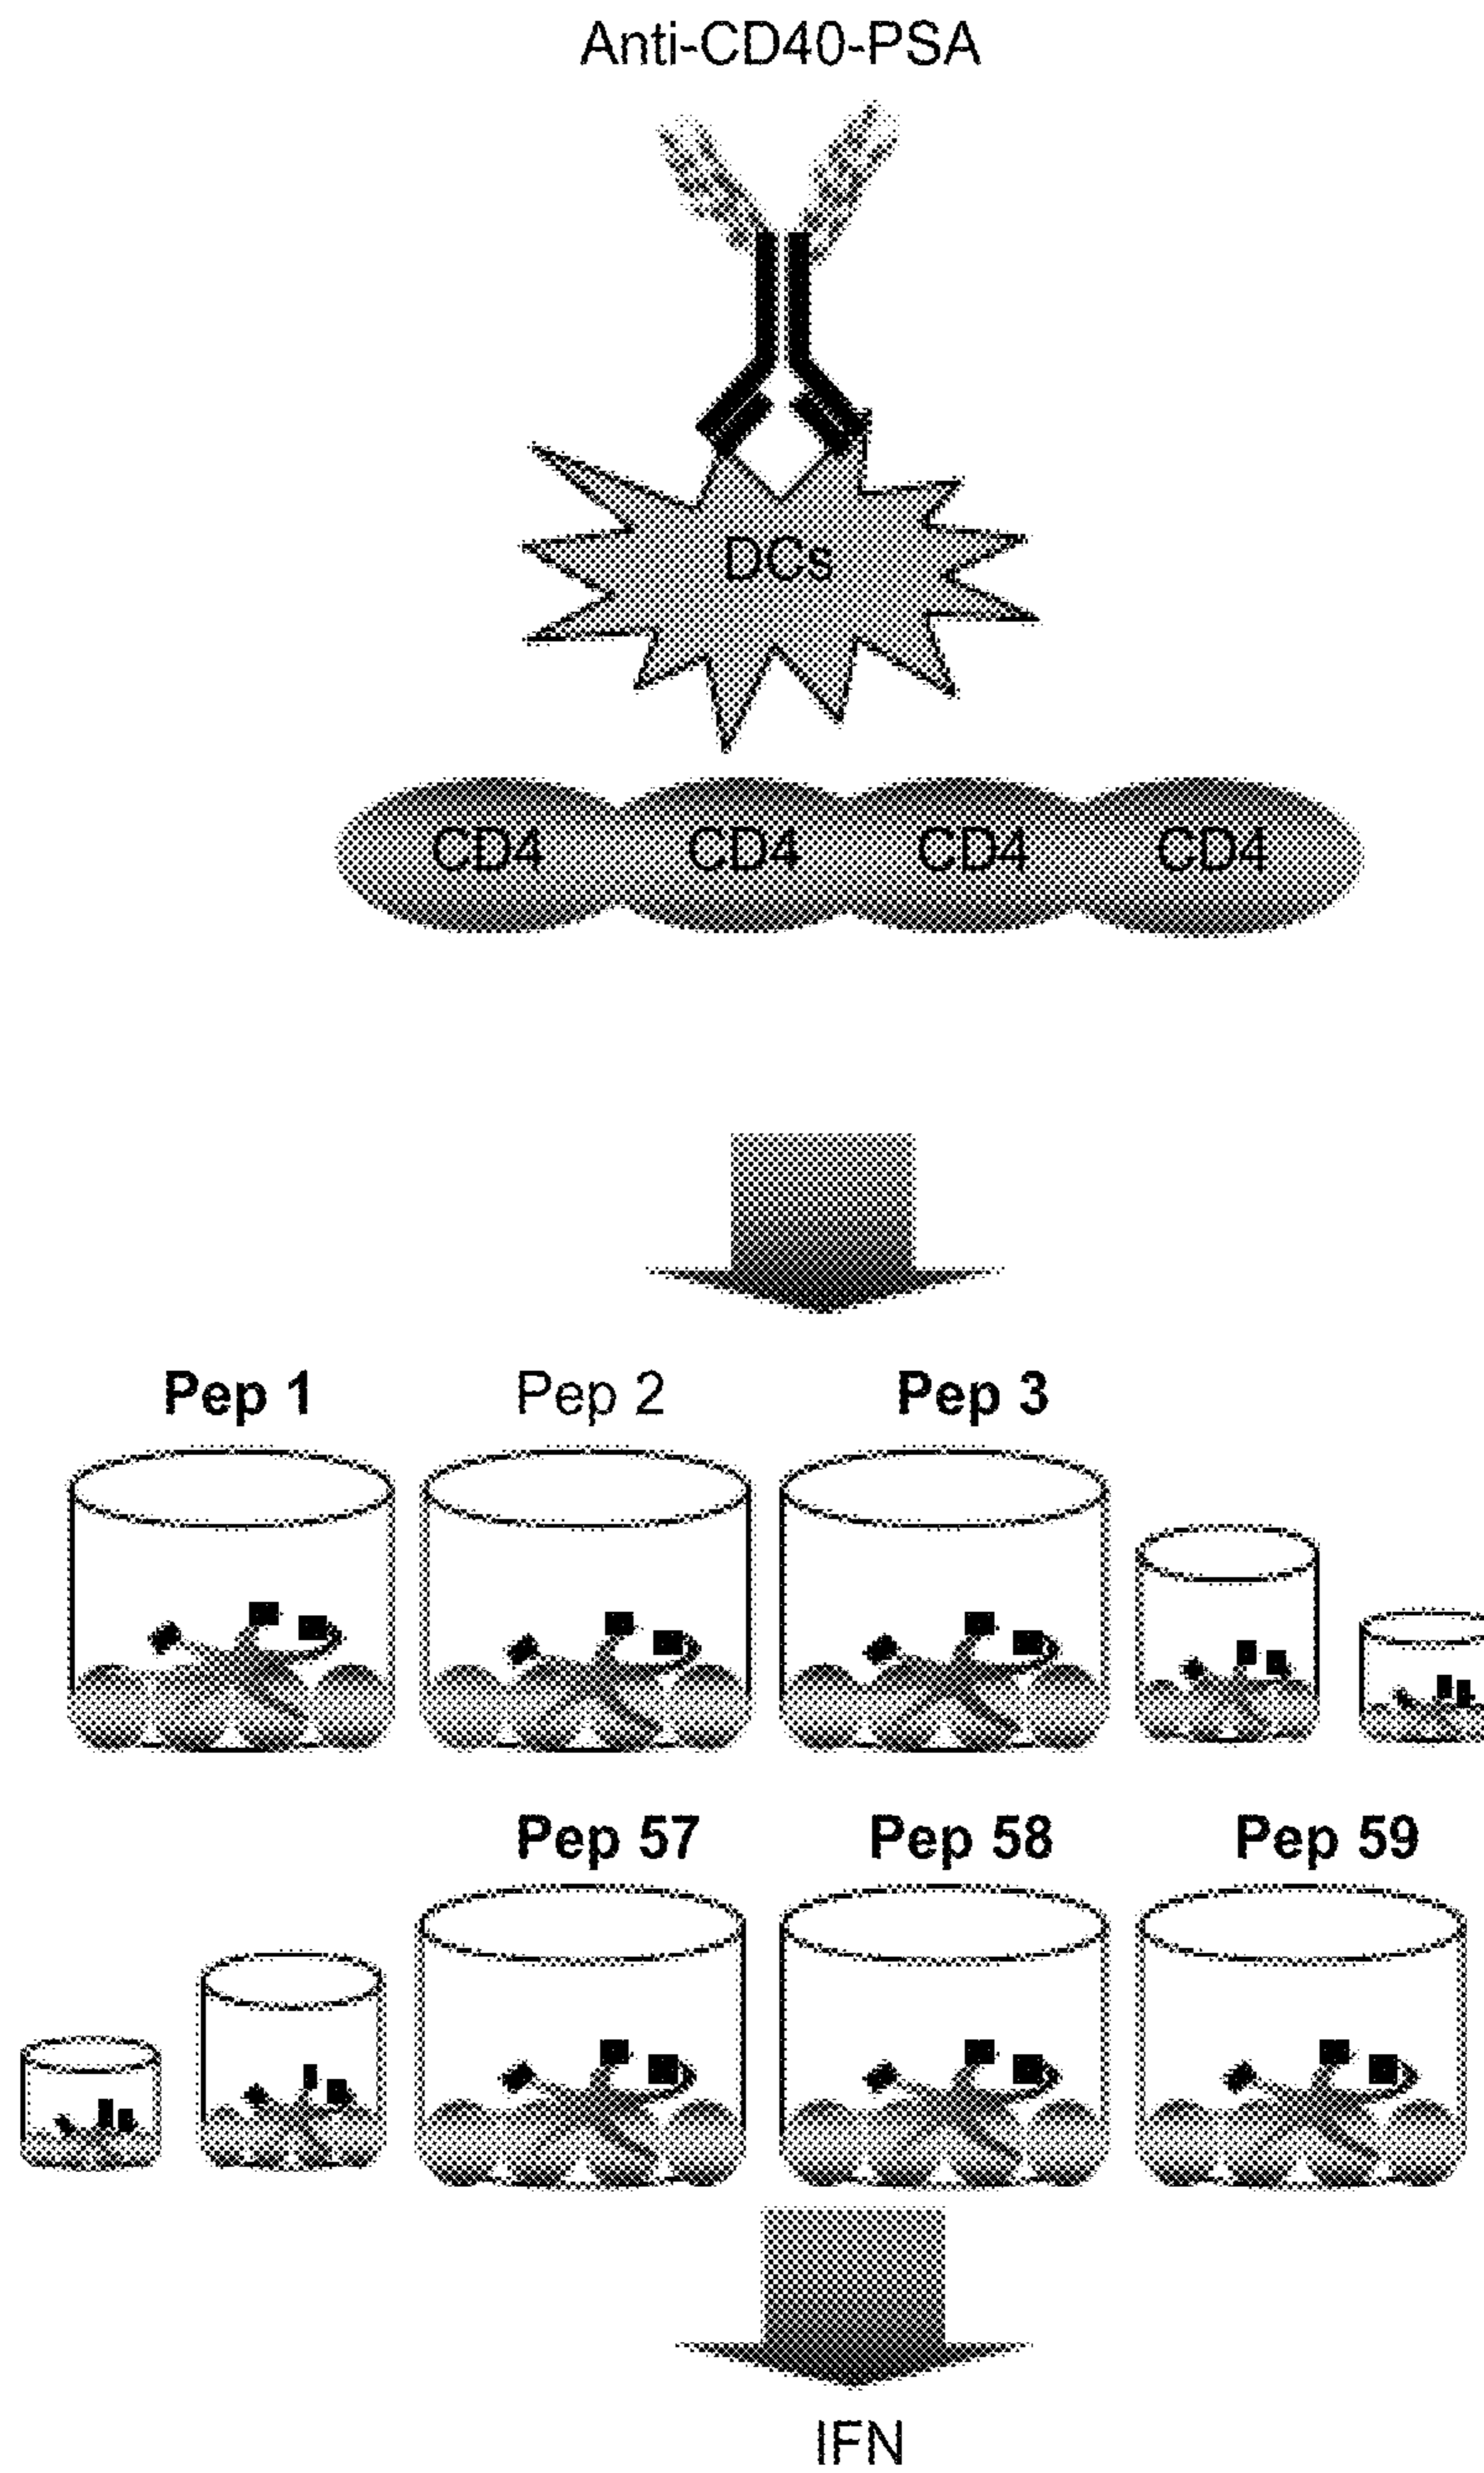 Anti-CD40-PSA
DCs
CD4 CD4 CD4 CD4
Pep 1 Pep 2 Pep 3
Pep 57 Pep 58 Pep 59
IFN